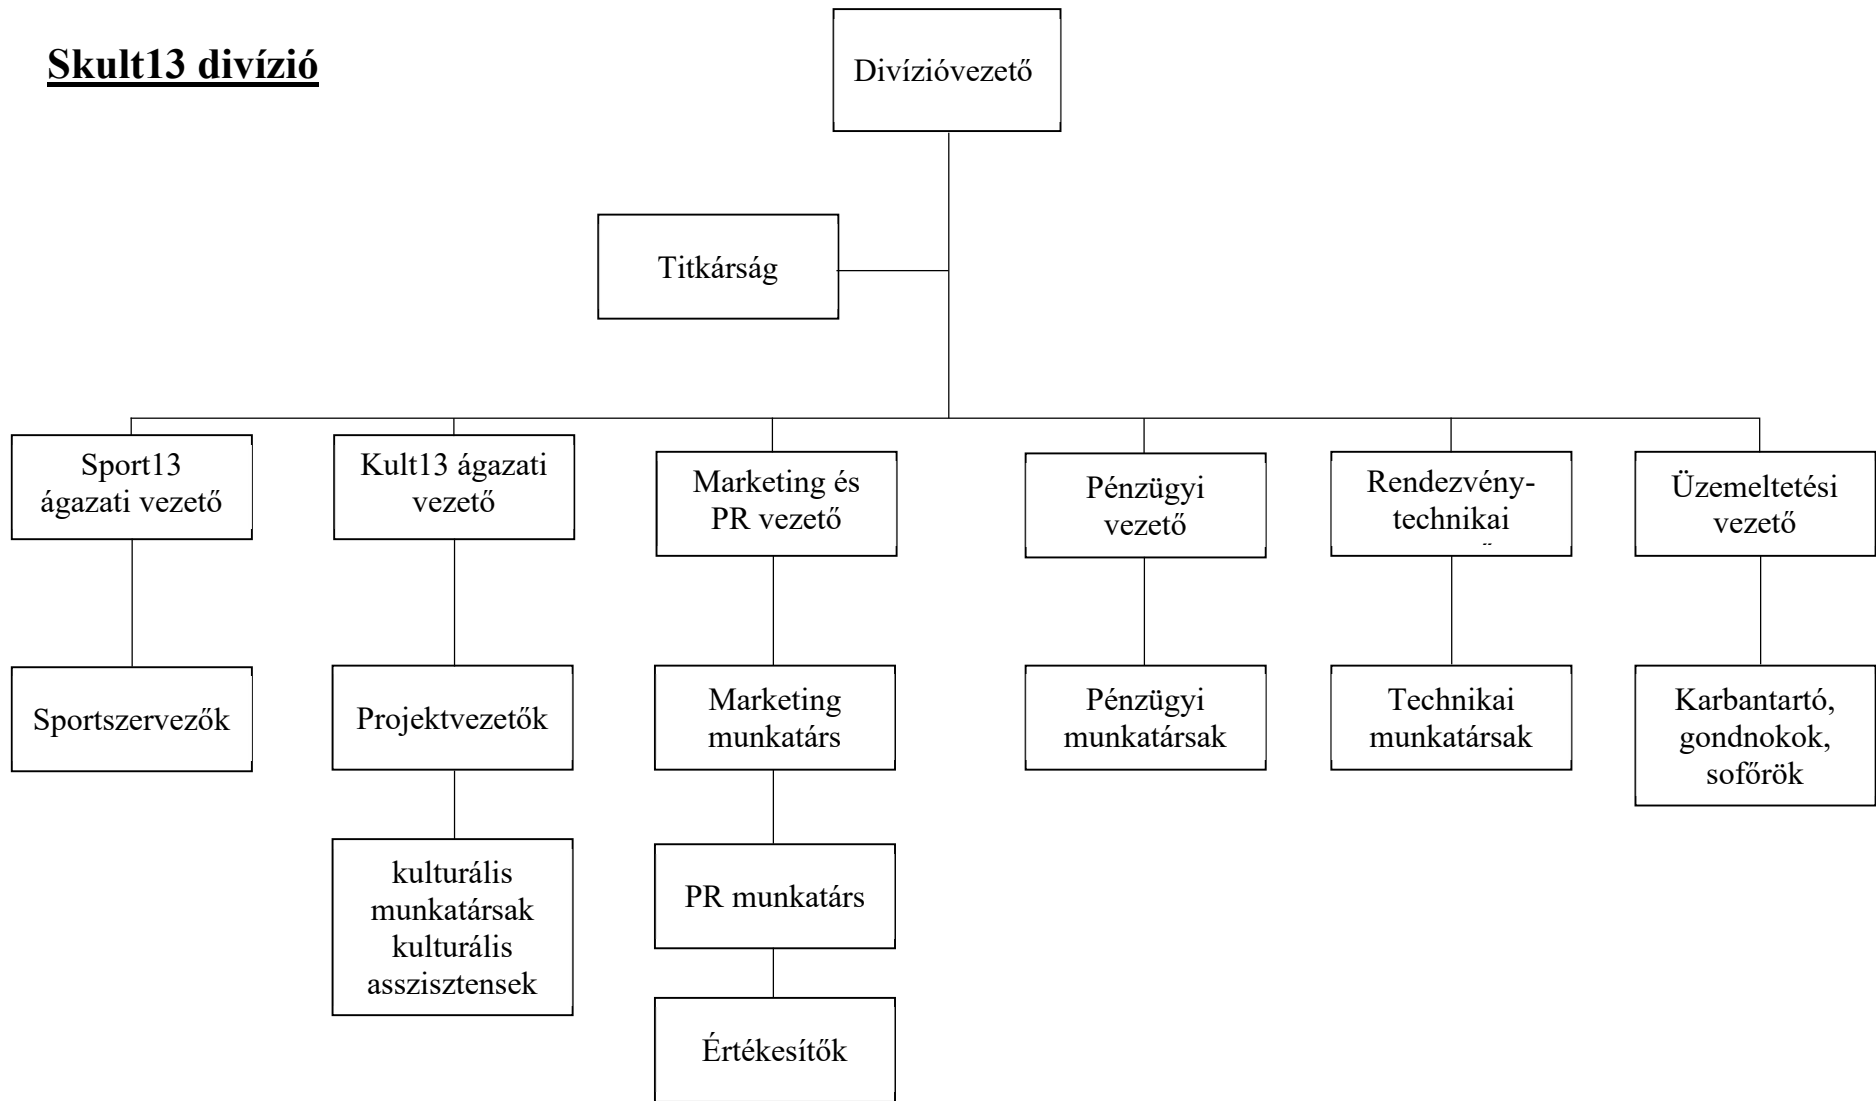 Skult13 divízió
Divízióvezető
Titkárság
Sport13
ágazati vezető
Kult13 ágazati
vezető
Marketing és
PR vezető
Pénzügyi
vezető
Rendezvény-
technikai
Üzemeltetési
vezető
Sportszervezők
Projektvezetők
Marketing
munkatárs
Pénzügyi
munkatársak
Technikai
munkatársak
Karbantartó,
gondnokok,
sofőrök
kulturális
munkatársak
kulturális
asszisztensek
PR munkatárs
Értékesítők